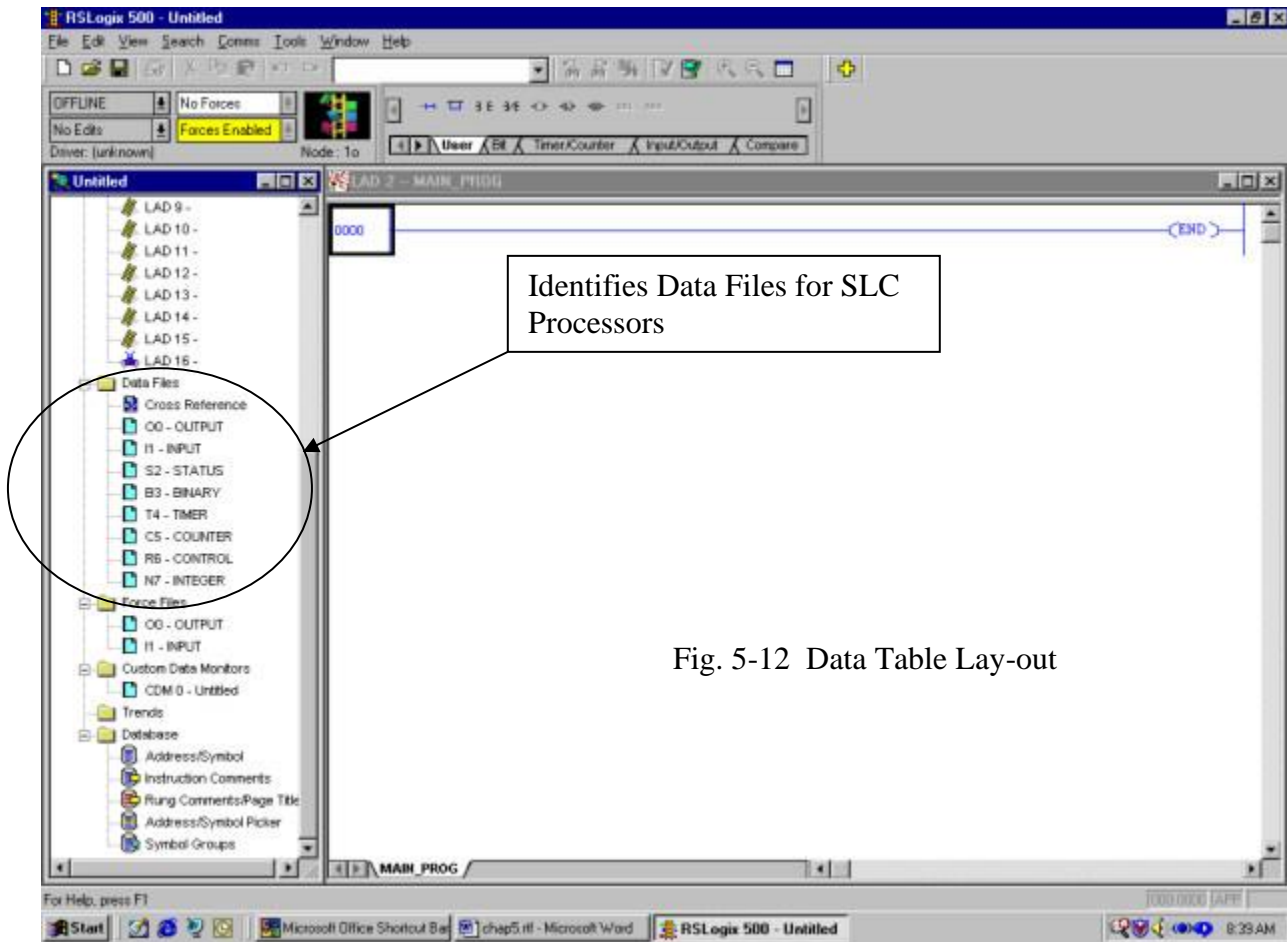 RSLogix 500 - Untitled
File Edit View Search Comms Tools Window Help
OFFLINE No Forces
No Edits Forces Enabled
Driver: (unknown) Node: 1o
User Bit Timer/Counter Input/Output Compare
Untitled
LAD 2 -- MAIN_PROG
LAD 9 -
LAD 10 -
LAD 11 -
LAD 12 -
LAD 13 -
LAD 14 -
LAD 15 -
LAD 16 -
Data Files
Cross Reference
O0 - OUTPUT
I1 - INPUT
S2 - STATUS
B3 - BINARY
T4 - TIMER
C5 - COUNTER
R6 - CONTROL
N7 - INTEGER
Force Files
O0 - OUTPUT
I1 - INPUT
Custom Data Monitors
CDM 0 - Untitled
Trends
Database
Address/Symbol
Instruction Comments
Rung Comments/Page Title
Address/Symbol Picker
Symbol Groups
0000 (END)
Identifies Data Files for SLC
Processors
Fig. 5-12 Data Table Lay-out
MAIN_PROG
For Help, press F1
000:0000 APP
Start Microsoft Office Shortcut Bar chap5.rtf - Microsoft Word RSLogix 500 - Untitled 8:39 AM